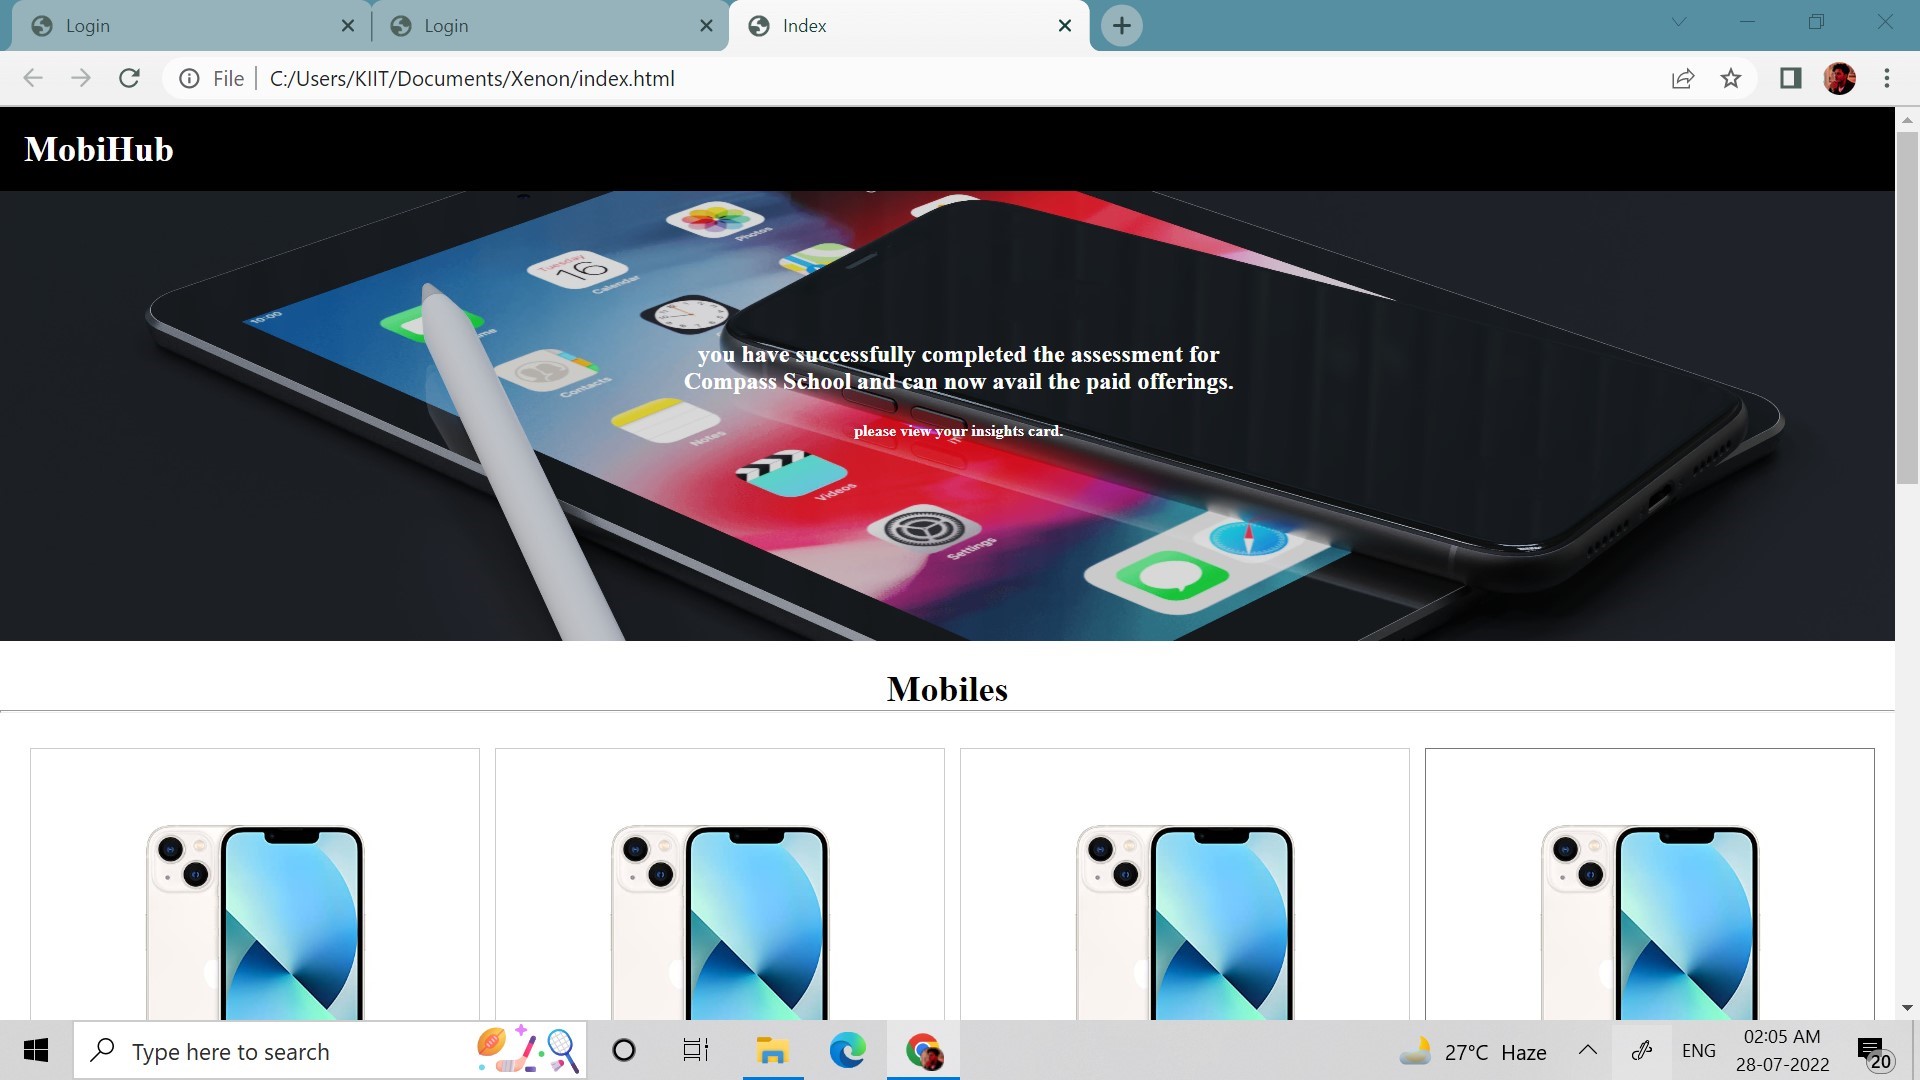 Login
Login
Index
File
C:/Users/KIIT/Documents/Xenon/index.html
MobiHub
Photos
Tuesday
16
Calendar
10:00
Contacts
Notes
Videos
Settings
you have successfully completed the assessment for
Compass School and can now avail the paid offerings.
please view your insights card.
Mobiles
Type here to search
27°C Haze
ENG
02:05 AM
28-07-2022
20